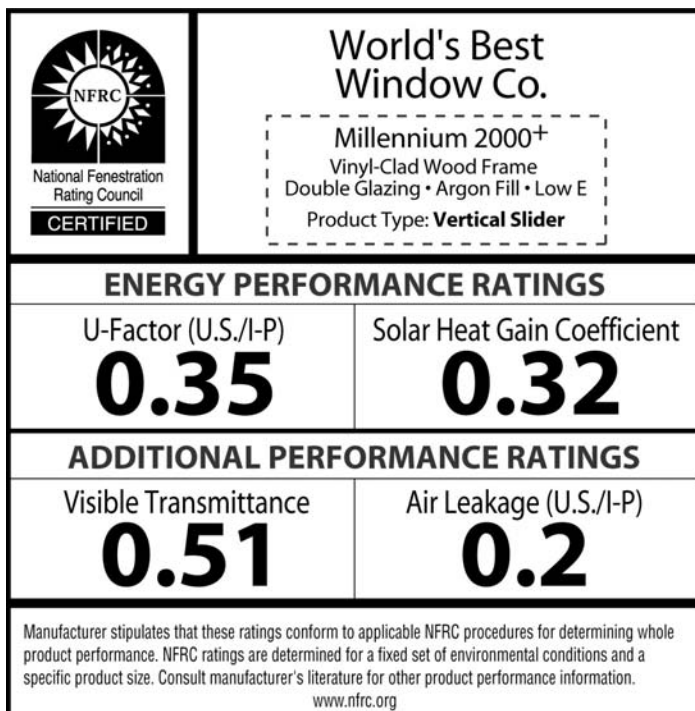 NFRC
National Fenestration
Rating Council
CERTIFIED
World's Best
Window Co.
Millennium 2000+
Vinyl-Clad Wood Frame
Double Glazing • Argon Fill • Low E
Product Type: Vertical Slider
ENERGY PERFORMANCE RATINGS
U-Factor (U.S./I-P)
0.35
Solar Heat Gain Coefficient
0.32
ADDITIONAL PERFORMANCE RATINGS
Visible Transmittance
0.51
Air Leakage (U.S./I-P)
0.2
Manufacturer stipulates that these ratings conform to applicable NFRC procedures for determining whole
product performance. NFRC ratings are determined for a fixed set of environmental conditions and a
specific product size. Consult manufacturer's literature for other product performance information.
www.nfrc.org